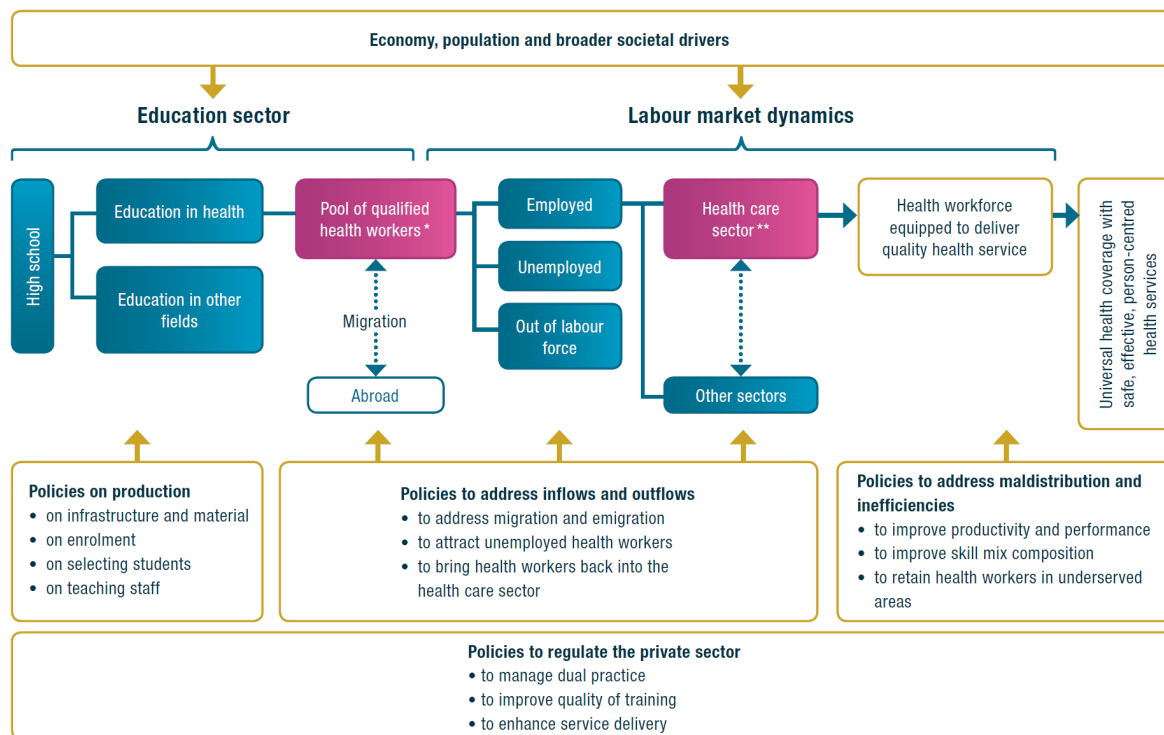 Economy, population and broader societal drivers
Education sector
Labour market dynamics
High school
Education in health
Education in other
fields
Pool of qualified
health workers *
Migration
Abroad
Employed
Unemployed
Out of labour
force
Health care
sector **
Other sectors
Health workforce
equipped to deliver
quality health service
Universal health coverage with
safe, effective, person-centred
health services
Policies on production
• on infrastructure and material
• on enrolment
• on selecting students
• on teaching staff
Policies to address inflows and outflows
• to address migration and emigration
• to attract unemployed health workers
• to bring health workers back into the
health care sector
Policies to address maldistribution and
inefficiencies
• to improve productivity and performance
• to improve skill mix composition
• to retain health workers in underserved
areas
Policies to regulate the private sector
• to manage dual practice
• to improve quality of training
• to enhance service delivery